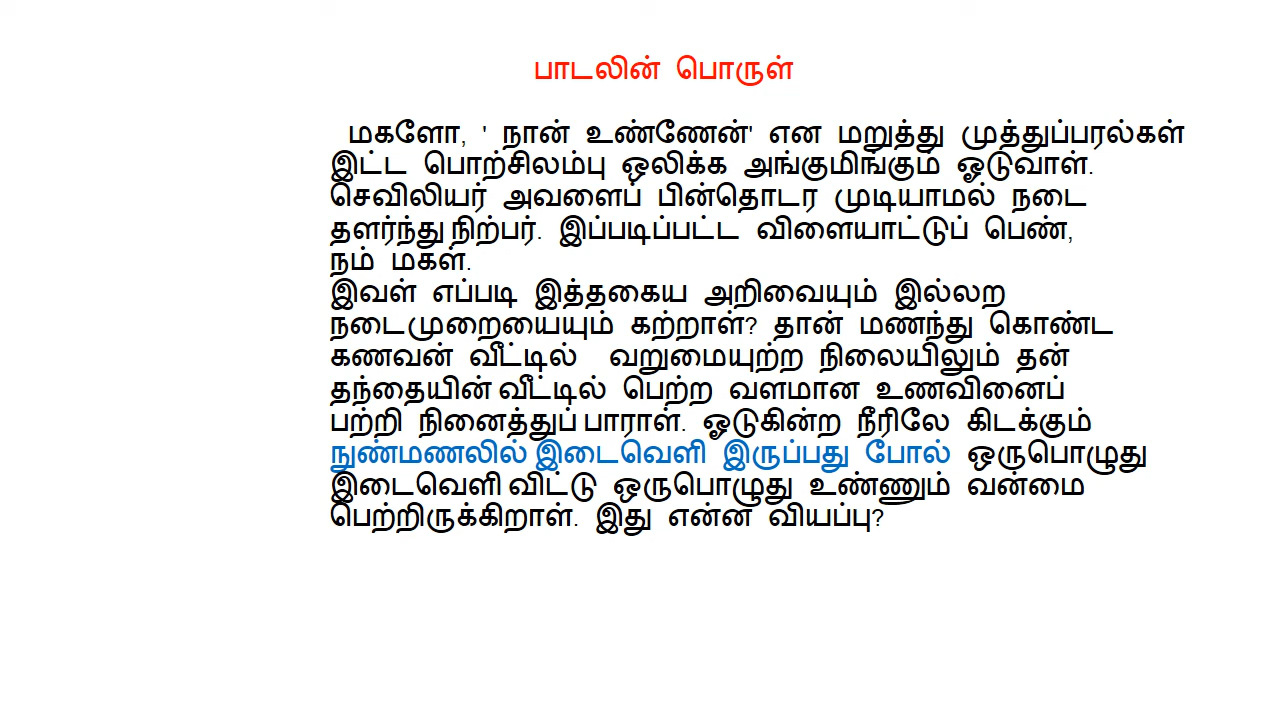 பாடலின் பொருள்
மகளோ, ' நான் உண்ணேன்' என மறுத்து முத்துப்பரல்கள்
இட்ட பொற்சிலம்பு ஒலிக்க அங்குமிங்கும் ஓடுவாள்.
செவிலியர் அவளைப் பின்தொடர முடியாமல் நடை
தளர்ந்து நிற்பர். இப்படிப்பட்ட விளையாட்டுப் பெண்,
நம் மகள்.
இவள் எப்படி இத்தகைய அறிவையும் இல்லற
நடைமுறையையும் கற்றாள்? தான் மணந்து கொண்ட
கணவன் வீட்டில் வறுமையுற்ற நிலையிலும் தன்
தந்தையின் வீட்டில் பெற்ற வளமான உணவினைப்
பற்றி நினைத்துப் பாராள். ஓடுகின்ற நீரிலே கிடக்கும்
நுண்மணலில் இடைவெளி இருப்பது போல் ஒருபொழுது
இடைவெளி விட்டு ஒருபொழுது உண்ணும் வன்மை
பெற்றிருக்கிறாள். இது என்ன வியப்பு?